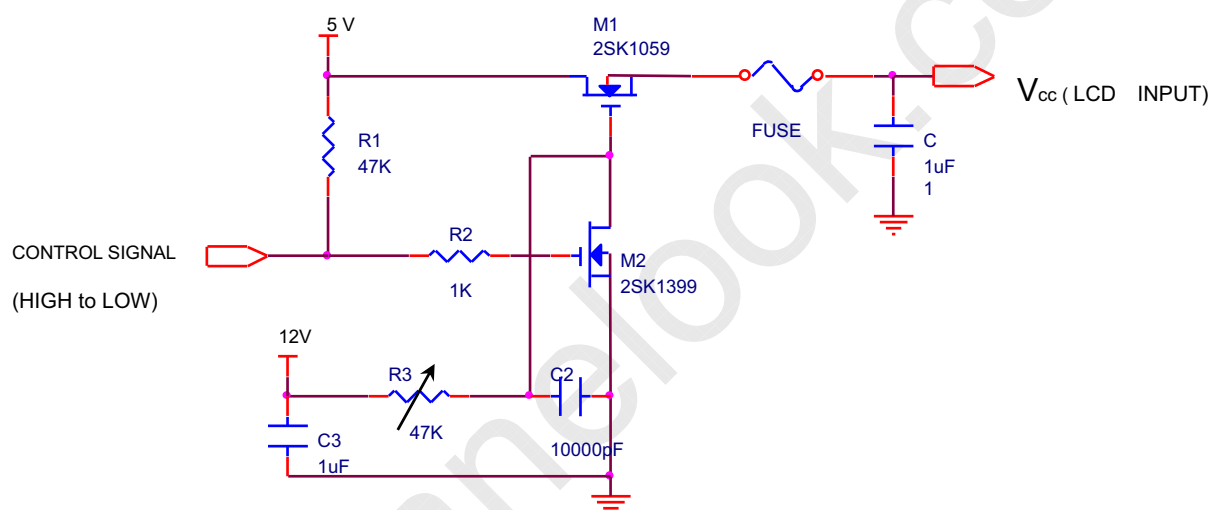 5 V
M1
2SK1059
FUSE
Vcc ( LCD INPUT)
R1
47K
C
1uF
1
CONTROL SIGNAL
(HIGH to LOW)
R2
1K
M2
2SK1399
12V
R3
47K
C2
10000pF
C3
1uF
nelook.c